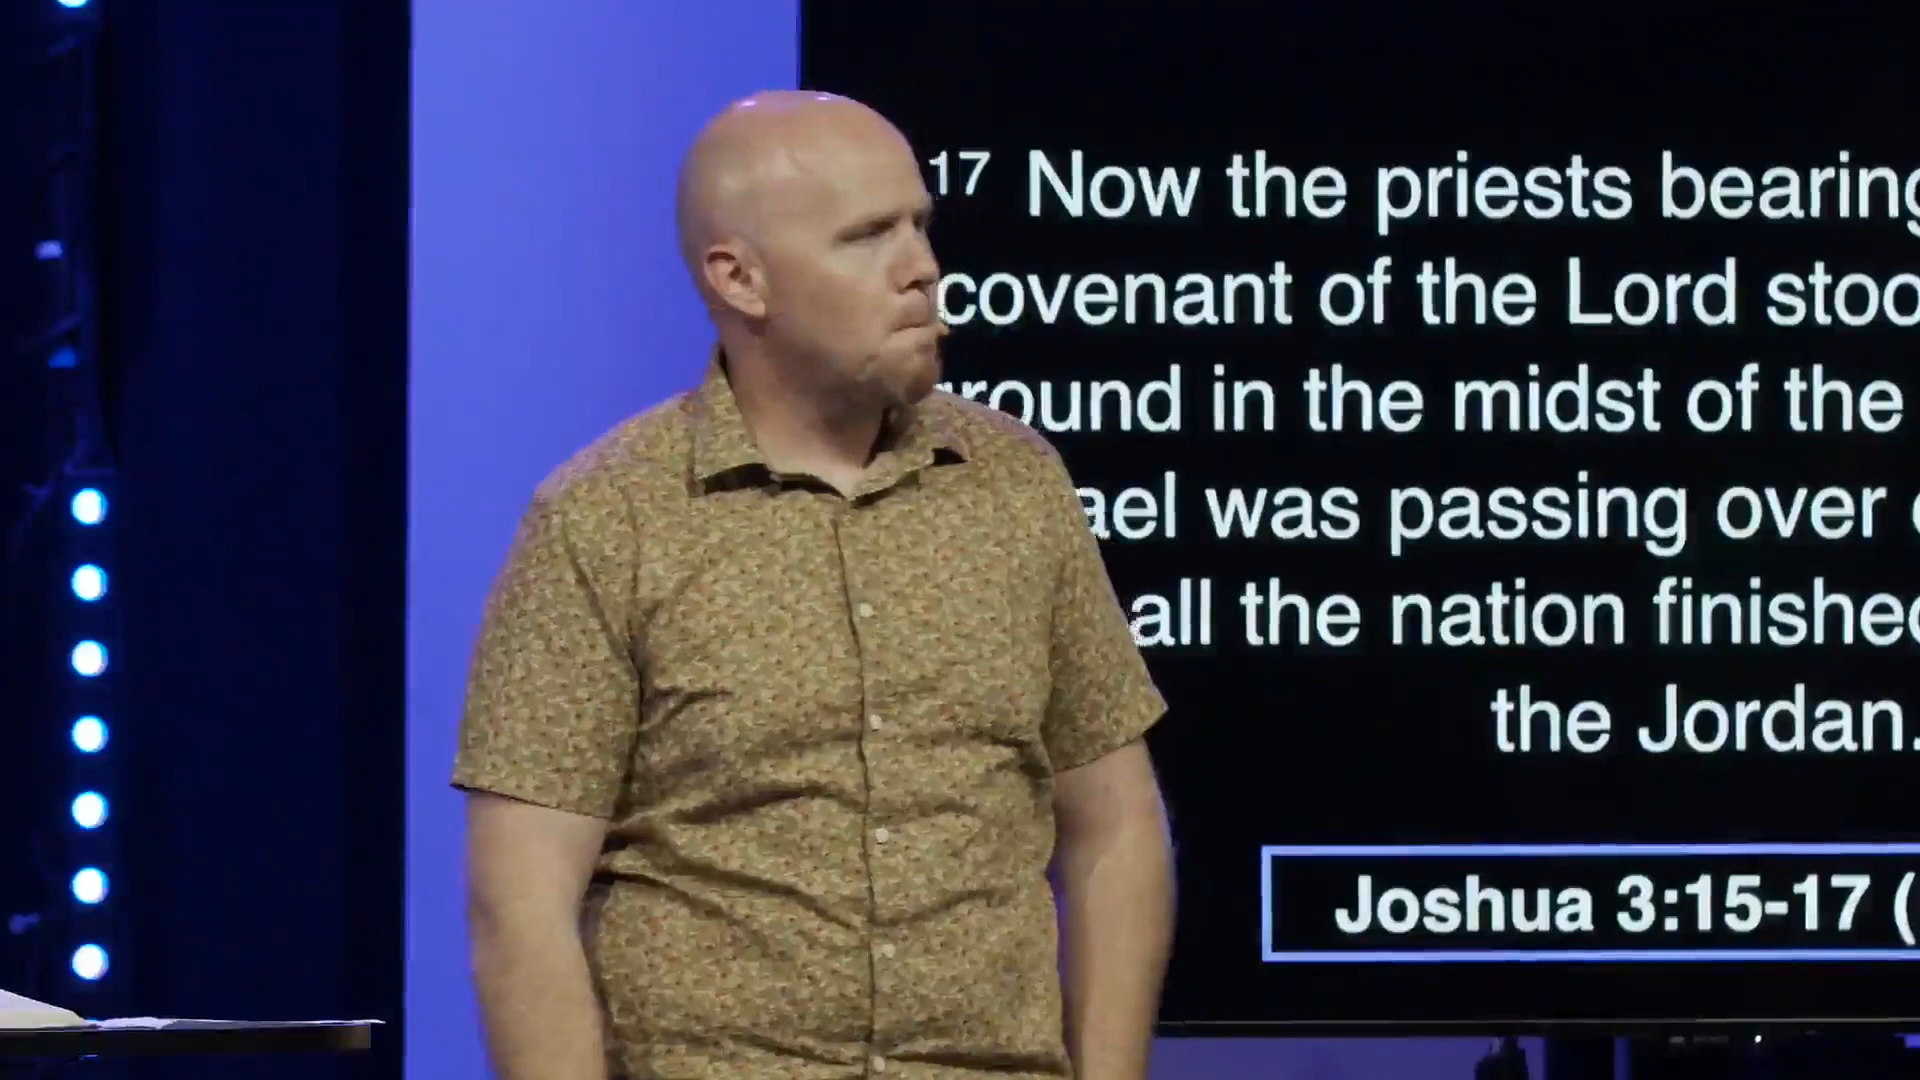 17 Now the priests bearing
covenant of the Lord stoo
round in the midst of the
ael was passing over
all the nation finished
the Jordan.
Joshua 3:15-17 (